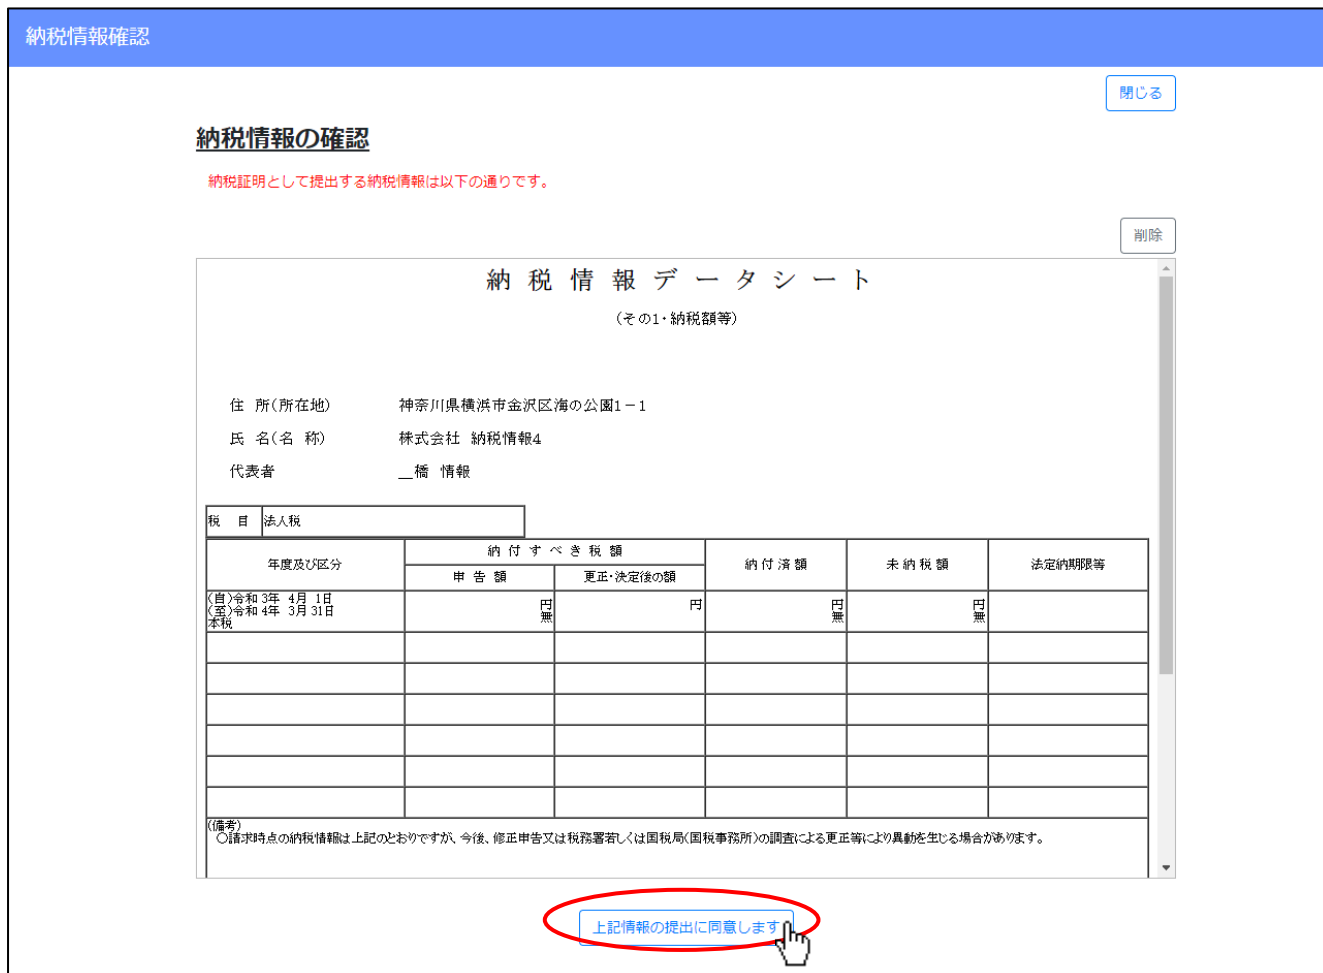 納税情報確認
閉じる
納税情報の確認
納税証明として提出する納税情報は以下の通りです。
削除
納税情報データシート
(その1・納税額等)
住 所(所在地) 神奈川県横浜市金沢区海の公園1-1
氏 名(名 称) 株式会社 納税情報4
代表者 __橋 情報
税 目 法人税
年度及び区分 納付すべき税額 納付済額 未納税額 法定納期限等
申告額 更正・決定後の額
(自)令和 3年 4月 1日 円 円 円 円
(至)令和 4年 3月 31日 無 無 無
本税
(備考)
○請求時点の納税情報は上記のとおりですが、今後、修正申告又は税務署若しくは国税局(国税事務所)の調査による更正等により異動を生じる場合があります。
上記情報の提出に同意します